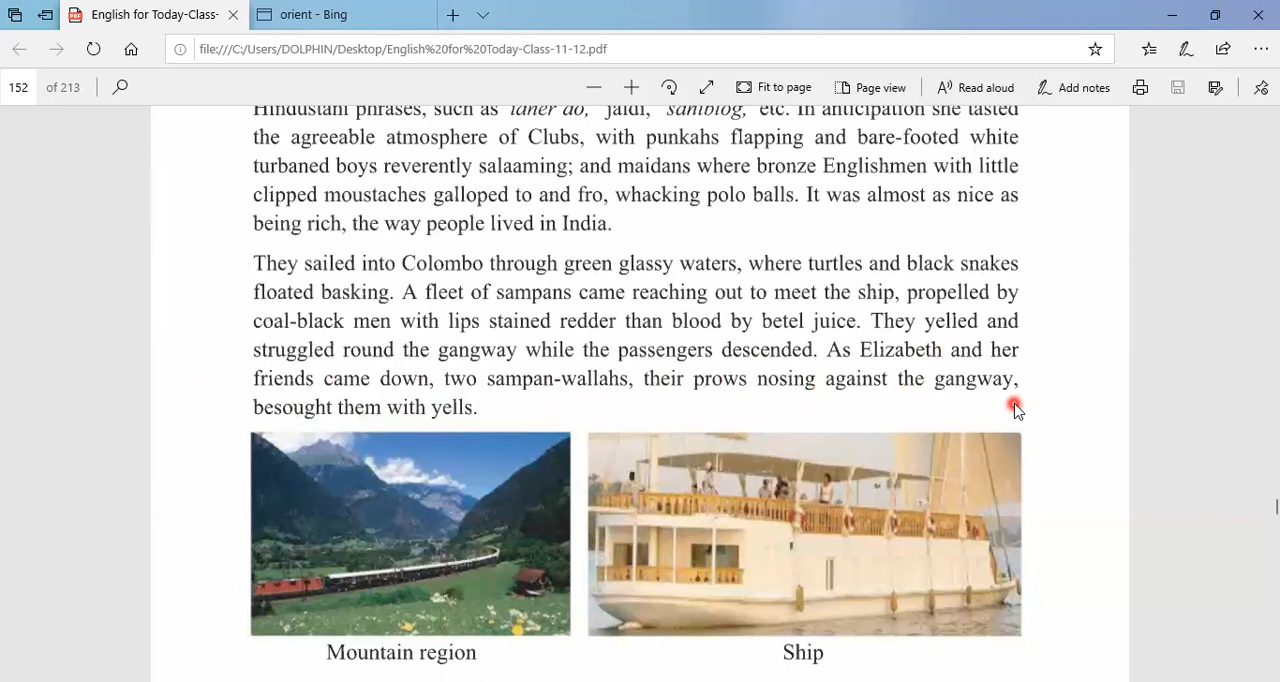 English for Today-Class-
orient - Bing
file:///C:/Users/DOLPHIN/Desktop/English%20for%20Today-Class-11-12.pdf
152 of 213
Fit to page
Page view
Read aloud
Add notes
Hindustani phrases, such as etc. In anticipation she tasted
the agreeable atmosphere of Clubs, with punkahs flapping and bare-footed white
turbaned boys reverently salaaming; and maidans where bronze Englishmen with little
clipped moustaches galloped to and fro, whacking polo balls. It was almost as nice as
being rich, the way people lived in India.
They sailed into Colombo through green glassy waters, where turtles and black snakes
floated basking. A fleet of sampans came reaching out to meet the ship, propelled by
coal-black men with lips stained redder than blood by betel juice. They yelled and
struggled round the gangway while the passengers descended. As Elizabeth and her
friends came down, two sampan-wallahs, their prows nosing against the gangway,
besought them with yells.
Mountain region
Ship